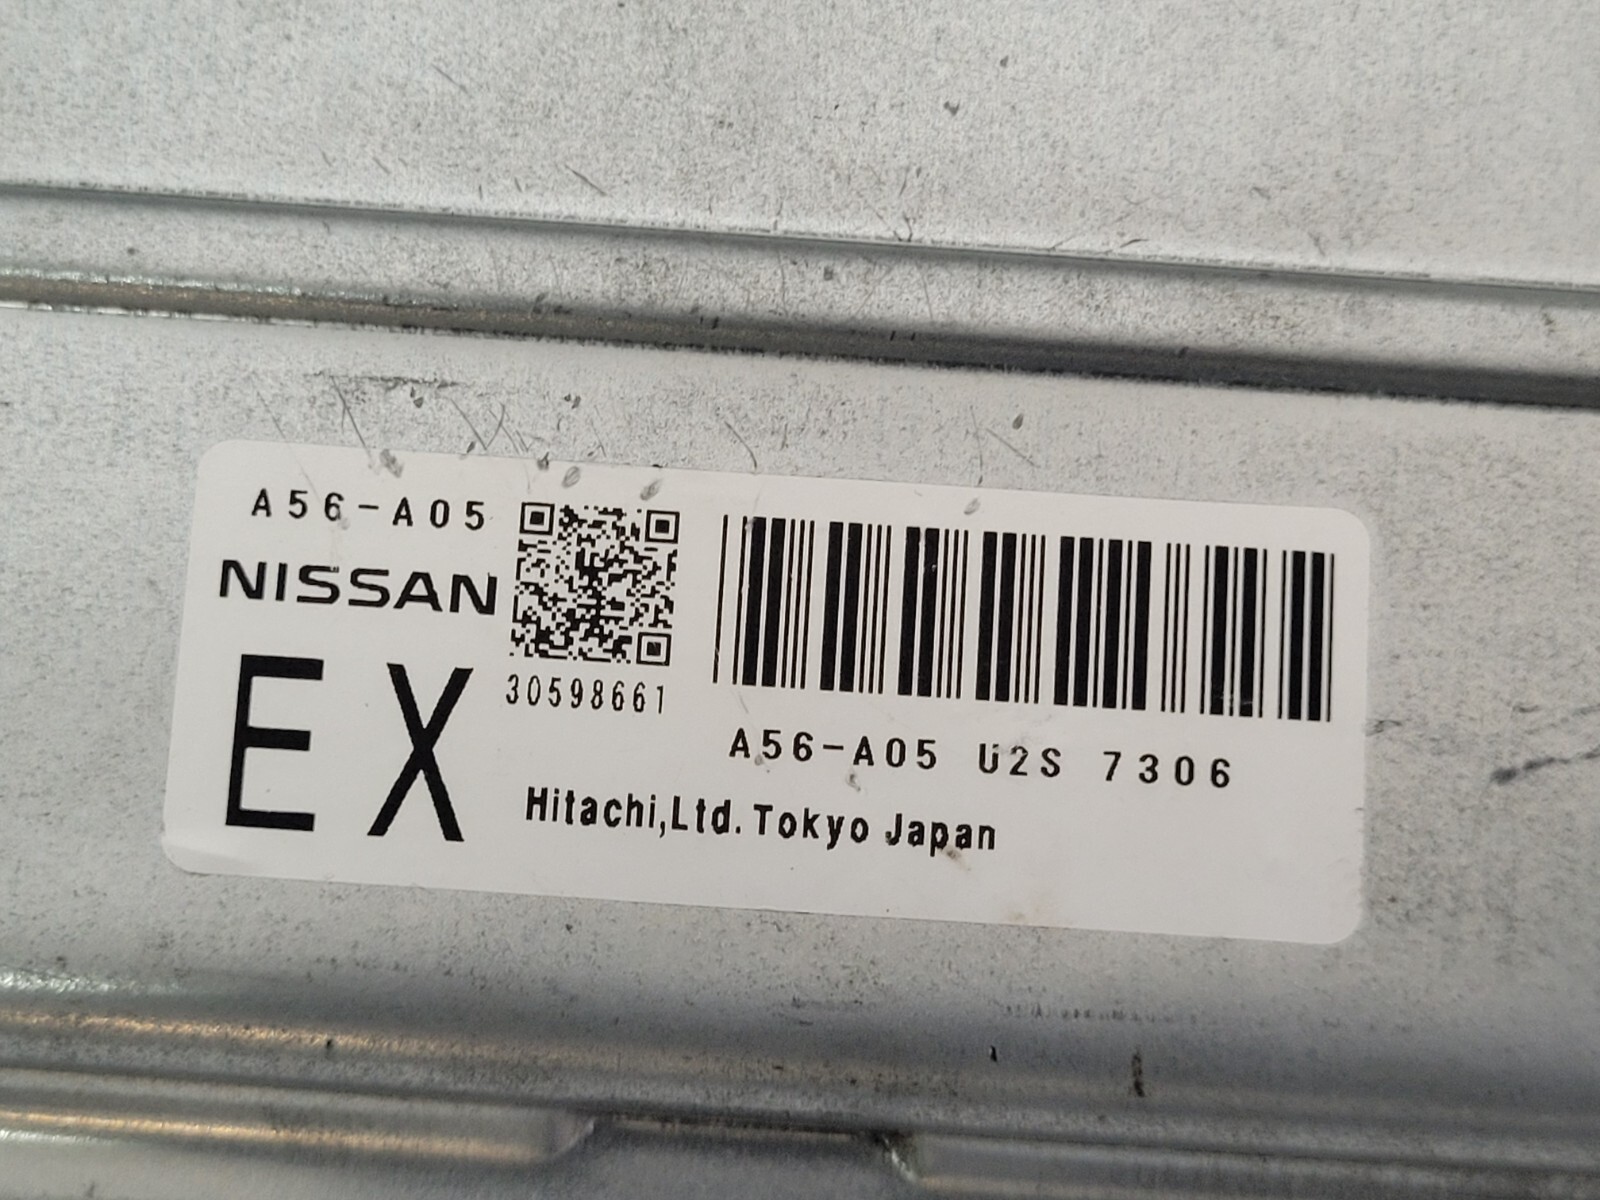 A56-A05
NISSAN
EX
30598661
A56-A05 U2S 7306
Hitachi,Ltd. Tokyo Japan